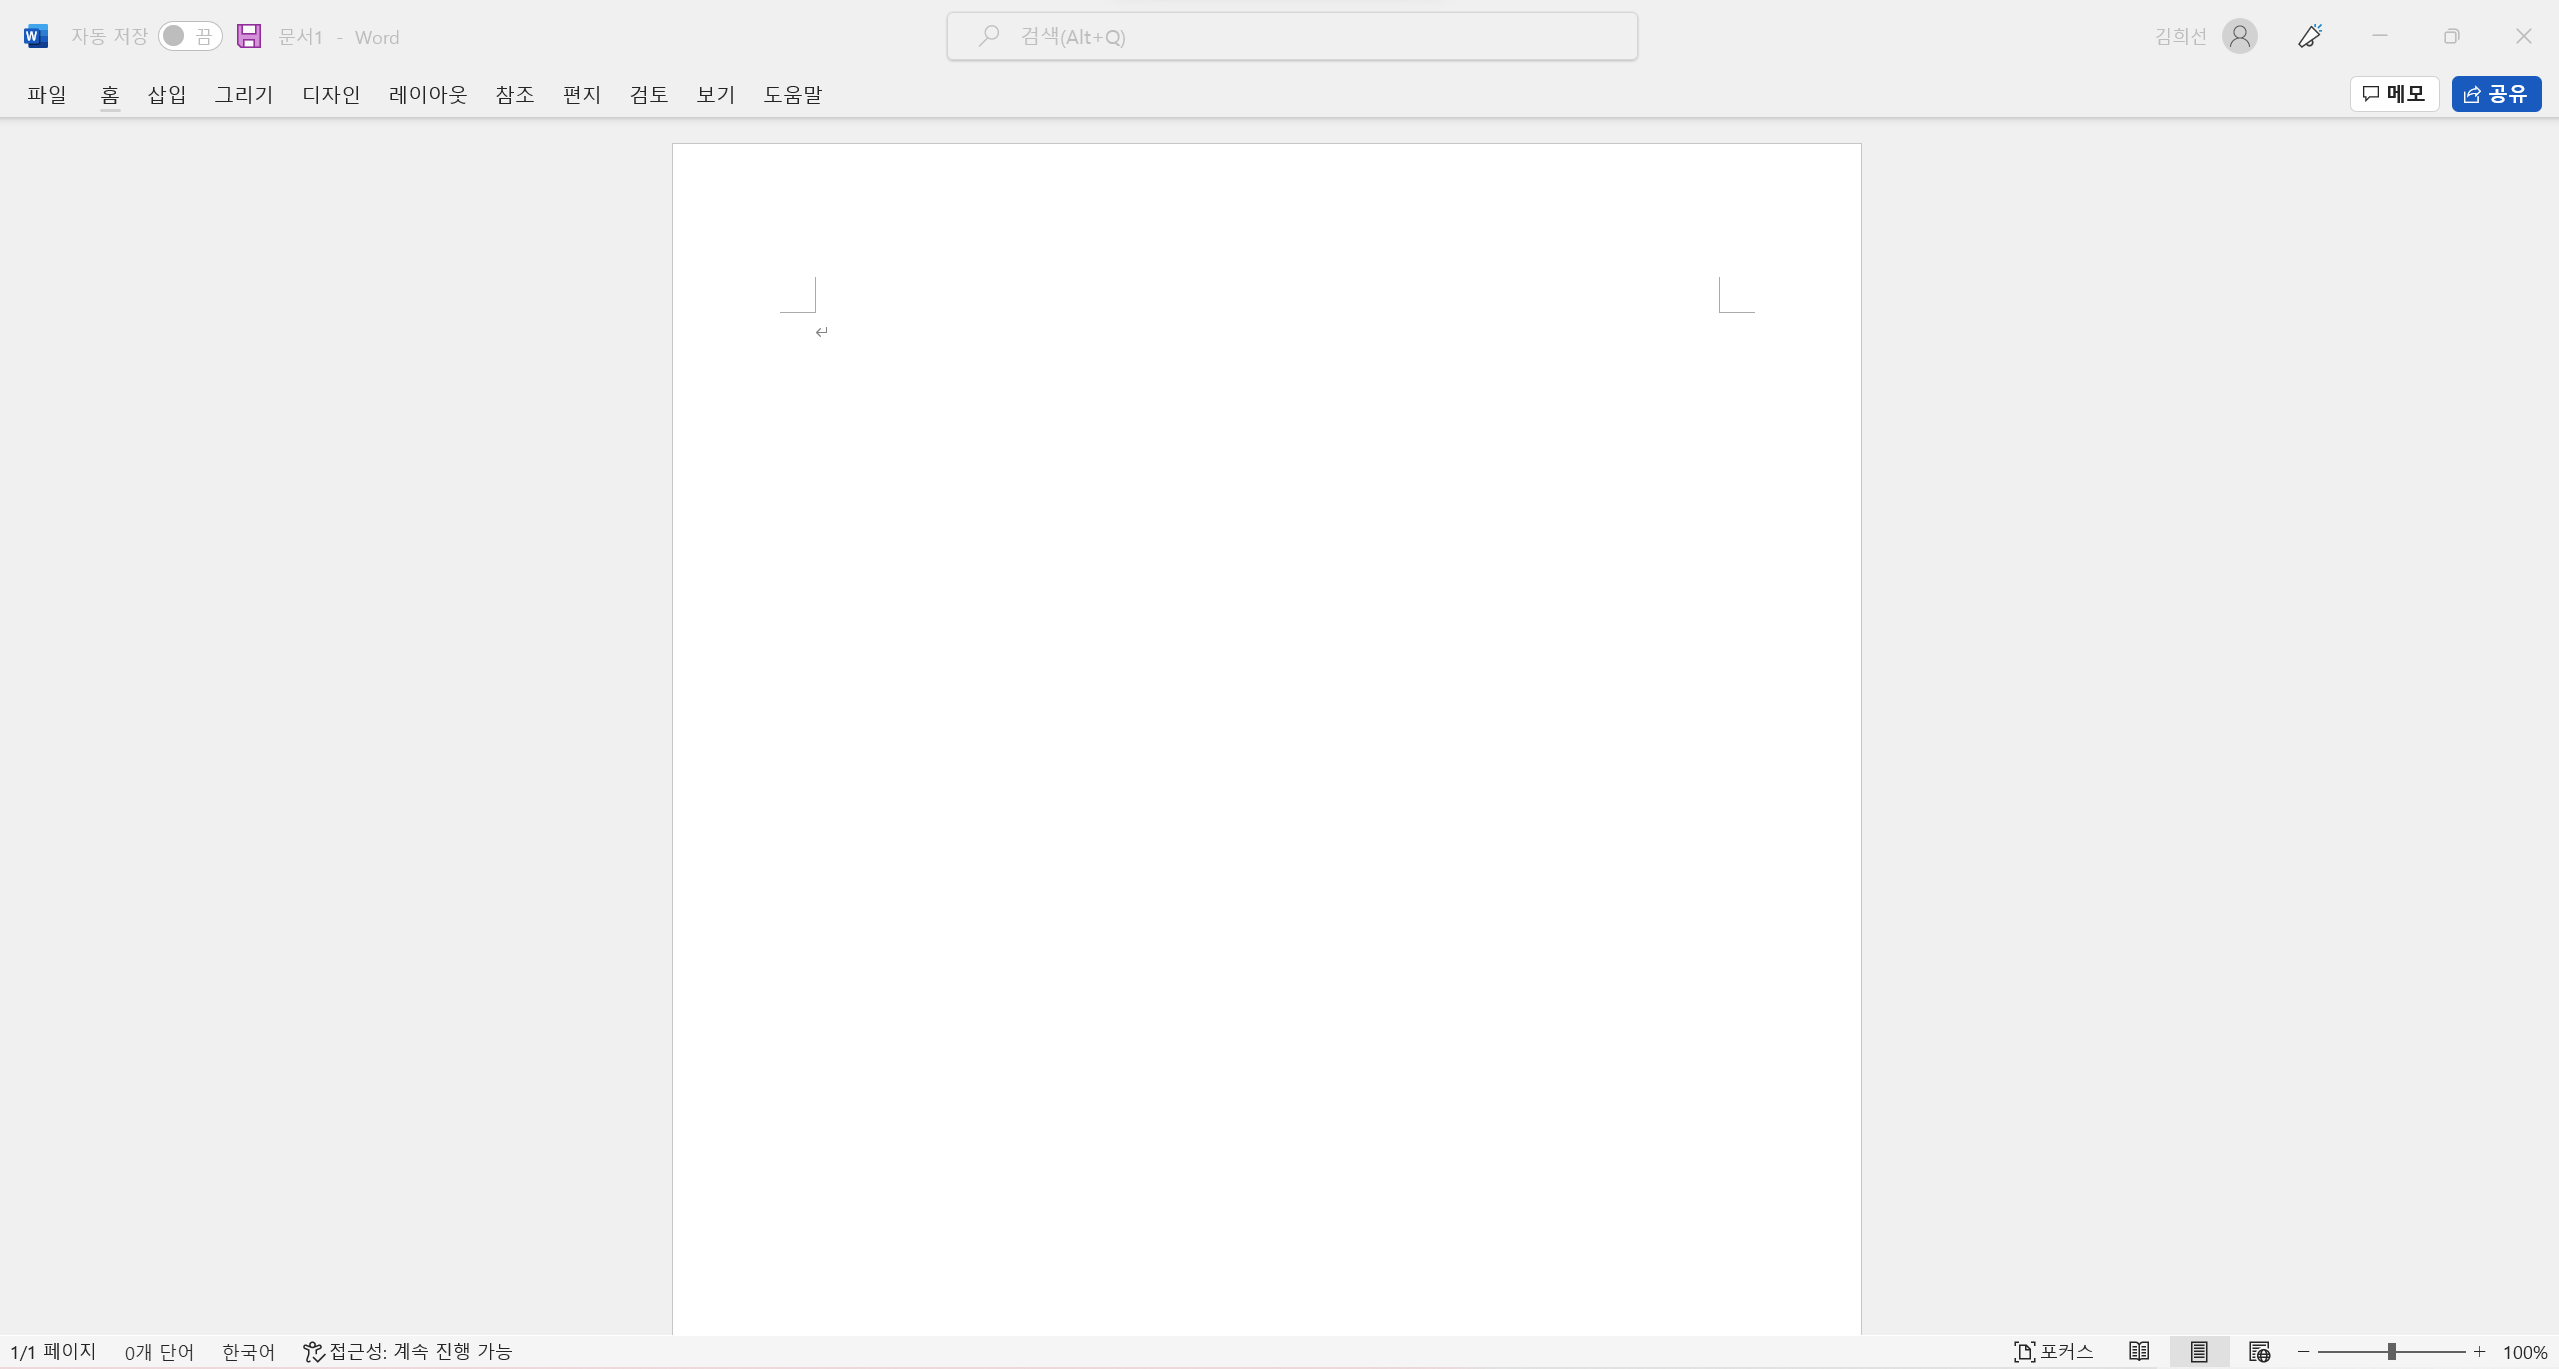 자동 저장 끔 문서1 - Word 검색(Alt+Q) 김희선
파일 홈 삽입 그리기 디자인 레이아웃 참조 편지 검토 보기 도움말 메모 공유
1/1 페이지 0개 단어 한국어 접근성: 계속 진행 가능 포커스 100%